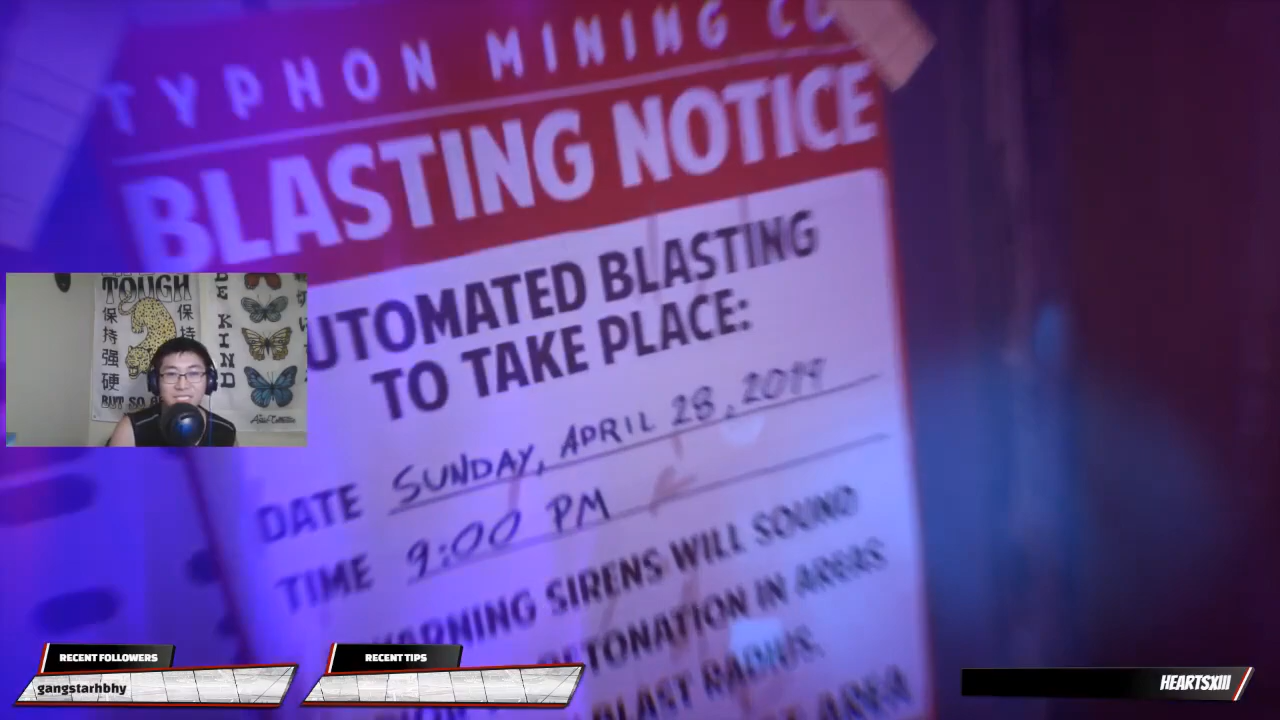 TYPHON MINING CO
BLASTING NOTICE
UTOMATED BLASTING
TO TAKE PLACE:
DATE SUNDAY, APRIL 28, 2019
TIME 9:00 PM
WARNING SIRENS WILL SOUND
ETONATION IN AREAS
BLAST RADIUS.
AREA
TOUGH
保持强硬
保持
BUT SO
BE KIND
RECENT FOLLOWERS
gangstarhbhy
RECENT TIPS
HEARTSXIII